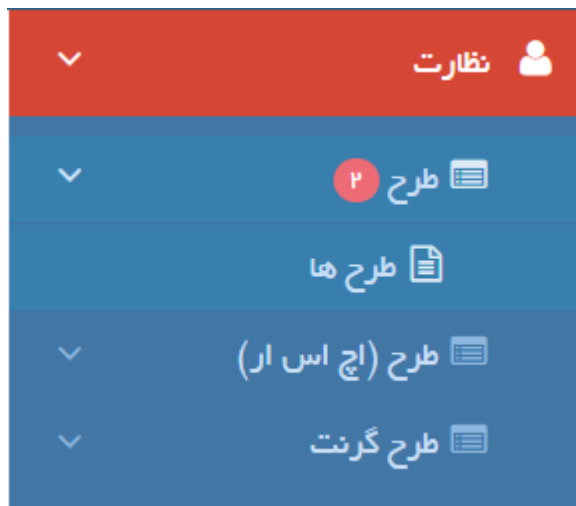 نظارت
طرح ۲
طرح ها
طرح (اچ اس ار)
طرح گرنت